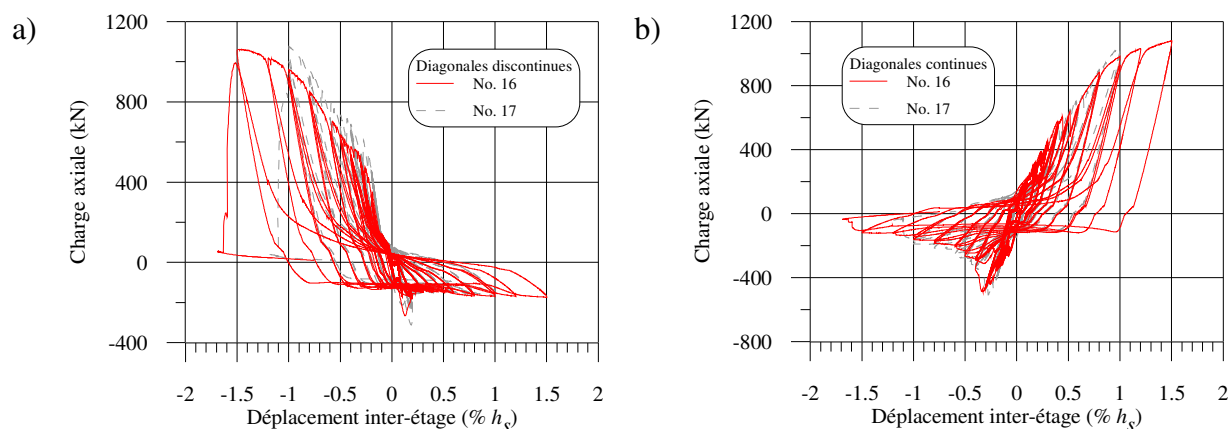 a)
Charge axiale (kN)
1200
800
400
0
-400
Diagonales discontinues
No. 16
No. 17
-2 -1.5 -1 -0.5 0 0.5 1 1.5 2
Déplacement inter-étage (% hs)
b)
Charge axiale (kN)
1200
800
400
0
-400
-800
Diagonales continues
No. 16
No. 17
-2 -1.5 -1 -0.5 0 0.5 1 1.5 2
Déplacement inter-étage (% hs)